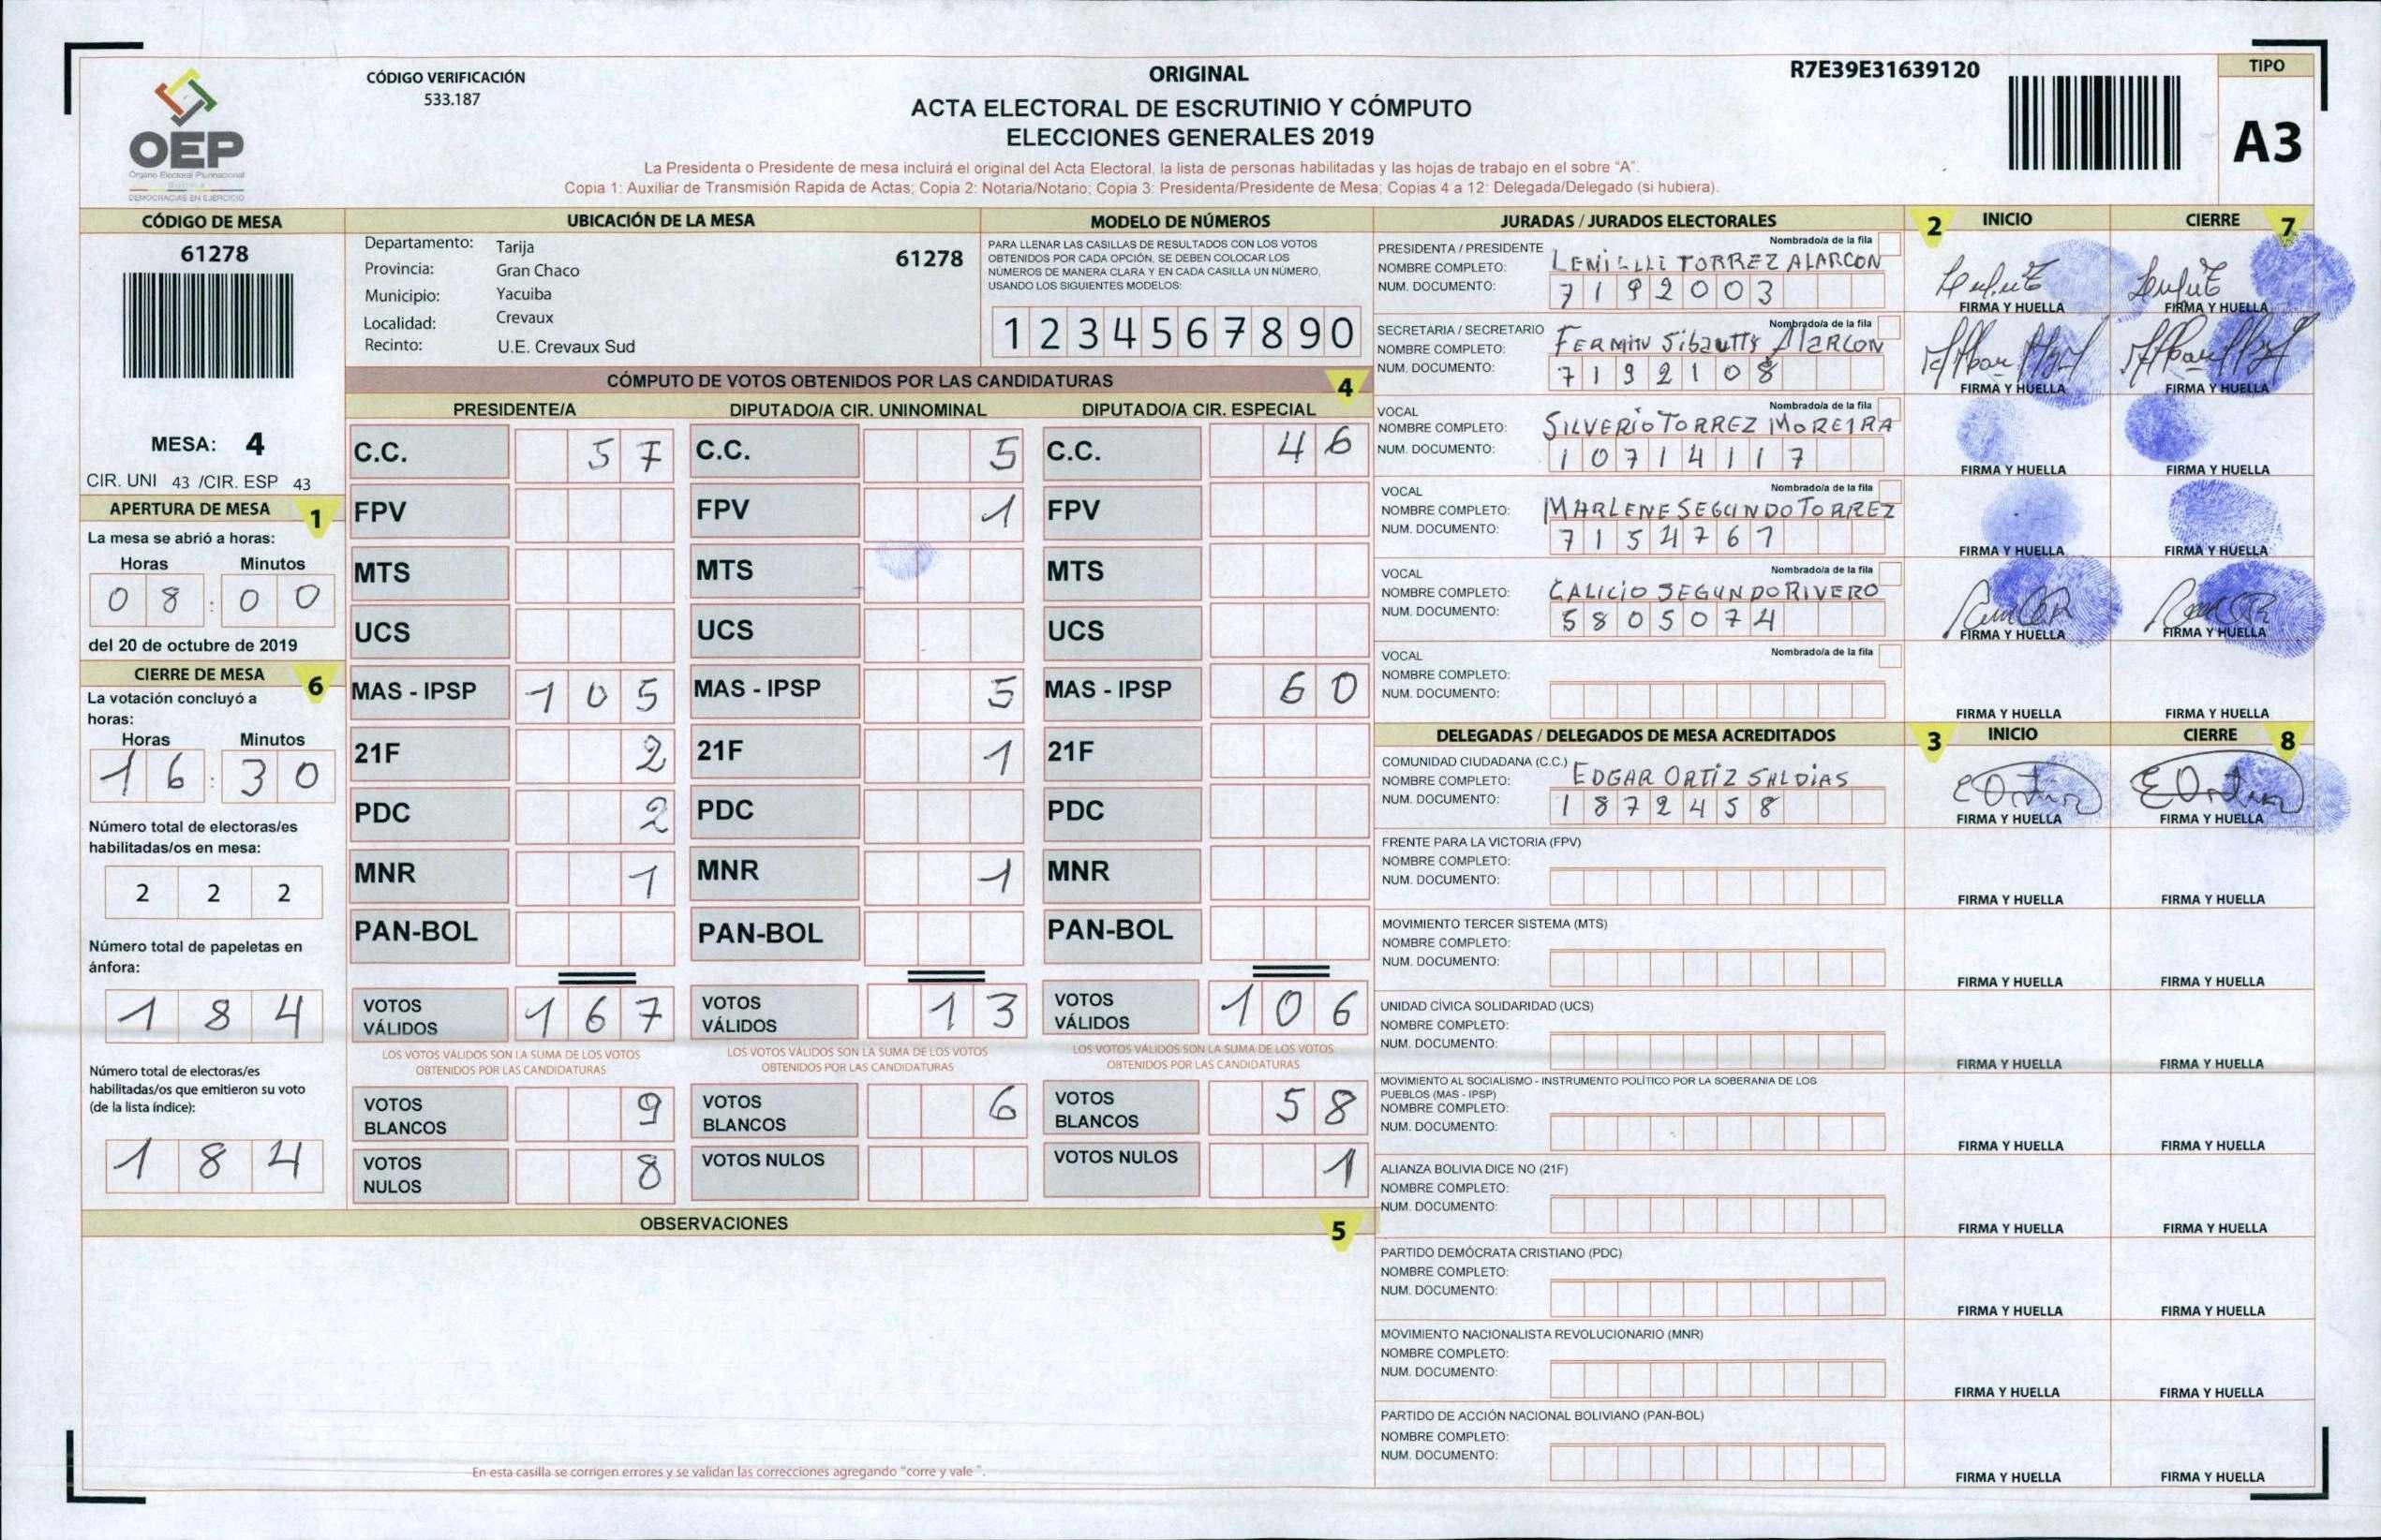 OEP
Órgano Electoral Plurinacional
Bolivia
DEMOCRACIAS EN EJERCICIO
CÓDIGO VERIFICACIÓN
533.187
ORIGINAL
ACTA ELECTORAL DE ESCRUTINIO Y CÓMPUTO
ELECCIONES GENERALES 2019
La Presidenta o Presidente de mesa incluirá el original del Acta Electoral, la lista de personas habilitadas y las hojas de trabajo en el sobre "A".
Copia 1: Auxiliar de Transmisión Rapida de Actas; Copia 2: Notaria/Notario; Copia 3: Presidenta/Presidente de Mesa; Copias 4 a 12: Delegada/Delegado (si hubiera).
R7E39E31639120
TIPO
A3
CÓDIGO DE MESA
61278
MESA: 4
CIR. UNI 43 /CIR. ESP 43
APERTURA DE MESA 1
La mesa se abrió a horas:
Horas Minutos
08:00
del 20 de octubre de 2019
CIERRE DE MESA 6
La votación concluyó a
horas:
Horas Minutos
16:30
Número total de electoras/es
habilitadas/os en mesa:
2 2 2
Número total de papeletas en
ánfora:
1 8 4
Número total de electoras/es
habilitadas/os que emitieron su voto
(de la lista índice):
1 8 4
UBICACIÓN DE LA MESA
Departamento: Tarija 61278
Provincia: Gran Chaco
Municipio: Yacuiba
Localidad: Crevaux
Recinto: U.E. Crevaux Sud
MODELO DE NÚMEROS
PARA LLENAR LAS CASILLAS DE RESULTADOS CON LOS VOTOS
OBTENIDOS POR CADA OPCIÓN, SE DEBEN COLOCAR LOS
NÚMEROS DE MANERA CLARA Y EN CADA CASILLA UN NÚMERO,
USANDO LOS SIGUIENTES MODELOS:
1 2 3 4 5 6 7 8 9 0
CÓMPUTO DE VOTOS OBTENIDOS POR LAS CANDIDATURAS 4
PRESIDENTE/A DIPUTADO/A CIR. UNINOMINAL DIPUTADO/A CIR. ESPECIAL
C.C. 57 C.C. 5 C.C. 46
FPV FPV 1 FPV
MTS MTS MTS
UCS UCS UCS
MAS - IPSP 105 MAS - IPSP 5 MAS - IPSP 60
21F 2 21F 1 21F
PDC 2 PDC PDC
MNR 1 MNR 1 MNR
PAN-BOL PAN-BOL PAN-BOL
VOTOS VÁLIDOS 167 VOTOS VÁLIDOS 13 VOTOS VÁLIDOS 106
LOS VOTOS VÁLIDOS SON LA SUMA DE LOS VOTOS LOS VOTOS VÁLIDOS SON LA SUMA DE LOS VOTOS LOS VOTOS VÁLIDOS SON LA SUMA DE LOS VOTOS
OBTENIDOS POR LAS CANDIDATURAS OBTENIDOS POR LAS CANDIDATURAS OBTENIDOS POR LAS CANDIDATURAS
VOTOS BLANCOS 9 VOTOS BLANCOS 6 VOTOS BLANCOS 58
VOTOS NULOS 8 VOTOS NULOS VOTOS NULOS 1
OBSERVACIONES 5
En esta casilla se corrigen errores y se validan las correcciones agregando "corre y vale ".
JURADAS / JURADOS ELECTORALES 2 INICIO CIERRE 7
Nombrado/a de la fila
PRESIDENTA / PRESIDENTE
NOMBRE COMPLETO: TORREZ ALARCON
NUM. DOCUMENTO: 7192003
FIRMA Y HUELLA FIRMA Y HUELLA
Nombrado/a de la fila
SECRETARIA / SECRETARIO
NOMBRE COMPLETO: FERMIN ALARCON
NUM. DOCUMENTO: 7192108
FIRMA Y HUELLA FIRMA Y HUELLA
Nombrado/a de la fila
VOCAL
NOMBRE COMPLETO: SILVERIO TORREZ MOREIRA
NUM. DOCUMENTO: 10714117
FIRMA Y HUELLA FIRMA Y HUELLA
Nombrado/a de la fila
VOCAL
NOMBRE COMPLETO: MARLENE SEGUNDO TORREZ
NUM. DOCUMENTO: 7154767
FIRMA Y HUELLA FIRMA Y HUELLA
Nombrado/a de la fila
VOCAL
NOMBRE COMPLETO: CALICIO SEGUNDO RIVERO
NUM. DOCUMENTO: 5805074
FIRMA Y HUELLA FIRMA Y HUELLA
Nombrado/a de la fila
VOCAL
NOMBRE COMPLETO:
NUM. DOCUMENTO:
FIRMA Y HUELLA FIRMA Y HUELLA
DELEGADAS / DELEGADOS DE MESA ACREDITADOS 3 INICIO CIERRE 8
COMUNIDAD CIUDADANA (C.C.)
NOMBRE COMPLETO: EDGAR ORTIZ SALDIAS
NUM. DOCUMENTO: 1872458
FIRMA Y HUELLA FIRMA Y HUELLA
FRENTE PARA LA VICTORIA (FPV)
NOMBRE COMPLETO:
NUM. DOCUMENTO:
FIRMA Y HUELLA FIRMA Y HUELLA
MOVIMIENTO TERCER SISTEMA (MTS)
NOMBRE COMPLETO:
NUM. DOCUMENTO:
FIRMA Y HUELLA FIRMA Y HUELLA
UNIDAD CÍVICA SOLIDARIDAD (UCS)
NOMBRE COMPLETO:
NUM. DOCUMENTO:
FIRMA Y HUELLA FIRMA Y HUELLA
MOVIMIENTO AL SOCIALISMO - INSTRUMENTO POLÍTICO POR LA SOBERANIA DE LOS
PUEBLOS (MAS - IPSP)
NOMBRE COMPLETO:
NUM. DOCUMENTO:
FIRMA Y HUELLA FIRMA Y HUELLA
ALIANZA BOLIVIA DICE NO (21F)
NOMBRE COMPLETO:
NUM. DOCUMENTO:
FIRMA Y HUELLA FIRMA Y HUELLA
PARTIDO DEMÓCRATA CRISTIANO (PDC)
NOMBRE COMPLETO:
NUM. DOCUMENTO:
FIRMA Y HUELLA FIRMA Y HUELLA
MOVIMIENTO NACIONALISTA REVOLUCIONARIO (MNR)
NOMBRE COMPLETO:
NUM. DOCUMENTO:
FIRMA Y HUELLA FIRMA Y HUELLA
PARTIDO DE ACCIÓN NACIONAL BOLIVIANO (PAN-BOL)
NOMBRE COMPLETO:
NUM. DOCUMENTO:
FIRMA Y HUELLA FIRMA Y HUELLA